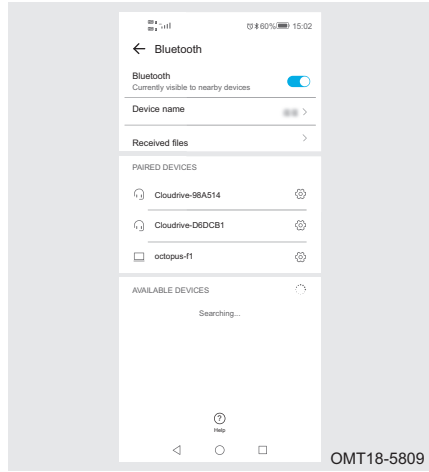 60% 15:02
Bluetooth
Bluetooth
Currently visible to nearby devices
Device name
Received files
PAIRED DEVICES
Cloudrive-98A514
Cloudrive-D6DCB1
octopus-f1
AVAILABLE DEVICES
Searching...
?
Help
OMT18-5809